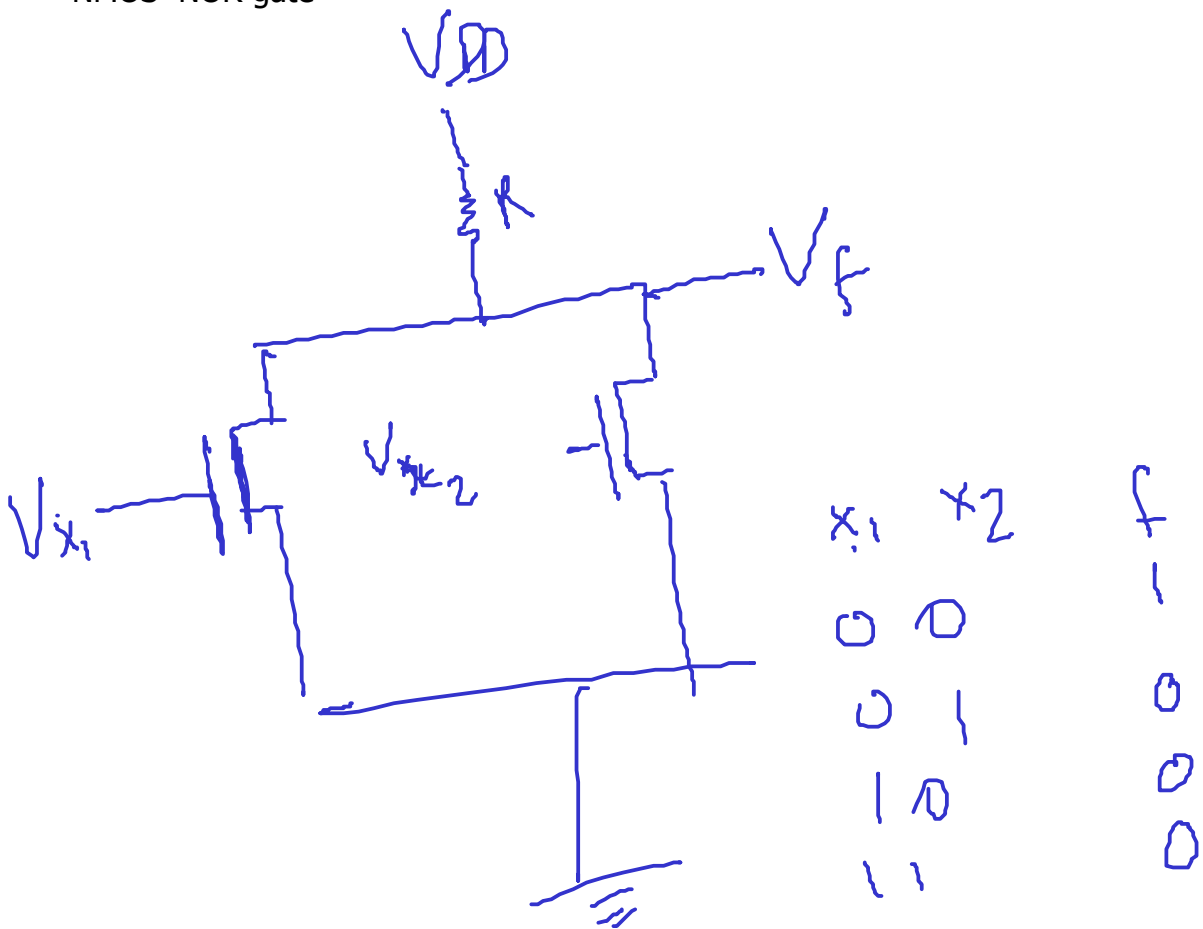 NMOS NOR gate
VDD
R
Vf
Vx1
Vx2
x1 x2 f
0 0 1
0 1 0
1 0 0
1 1 0